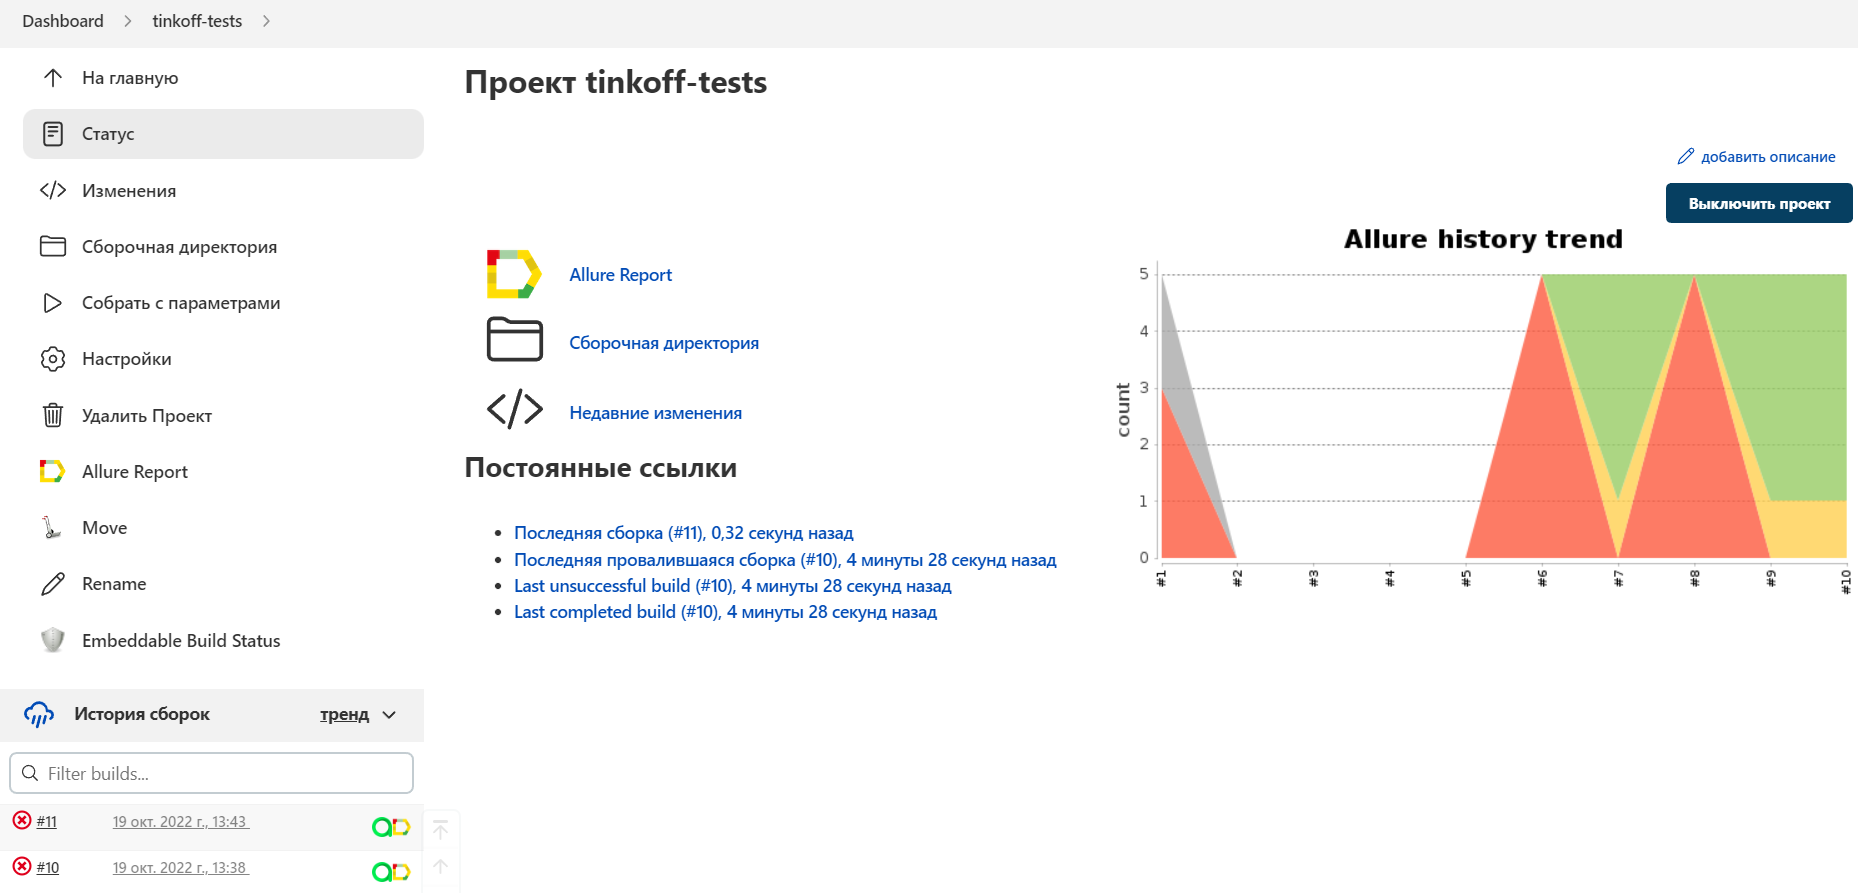 Dashboard > tinkoff-tests >
На главную
Статус
Изменения
Сборочная директория
Собрать с параметрами
Настройки
Удалить Проект
Allure Report
Move
Rename
Embeddable Build Status
История сборок
тренд
Filter builds...
#11 19 окт. 2022 г., 13:43
#10 19 окт. 2022 г., 13:38
Проект tinkoff-tests
добавить описание
Выключить проект
Allure Report
Сборочная директория
Недавние изменения
Постоянные ссылки
Последняя сборка (#11), 0,32 секунд назад
Последняя провалившаяся сборка (#10), 4 минуты 28 секунд назад
Last unsuccessful build (#10), 4 минуты 28 секунд назад
Last completed build (#10), 4 минуты 28 секунд назад
Allure history trend
count
5
4
3
2
1
0
#1 #2 #3 #4 #5 #6 #7 #8 #9 #10